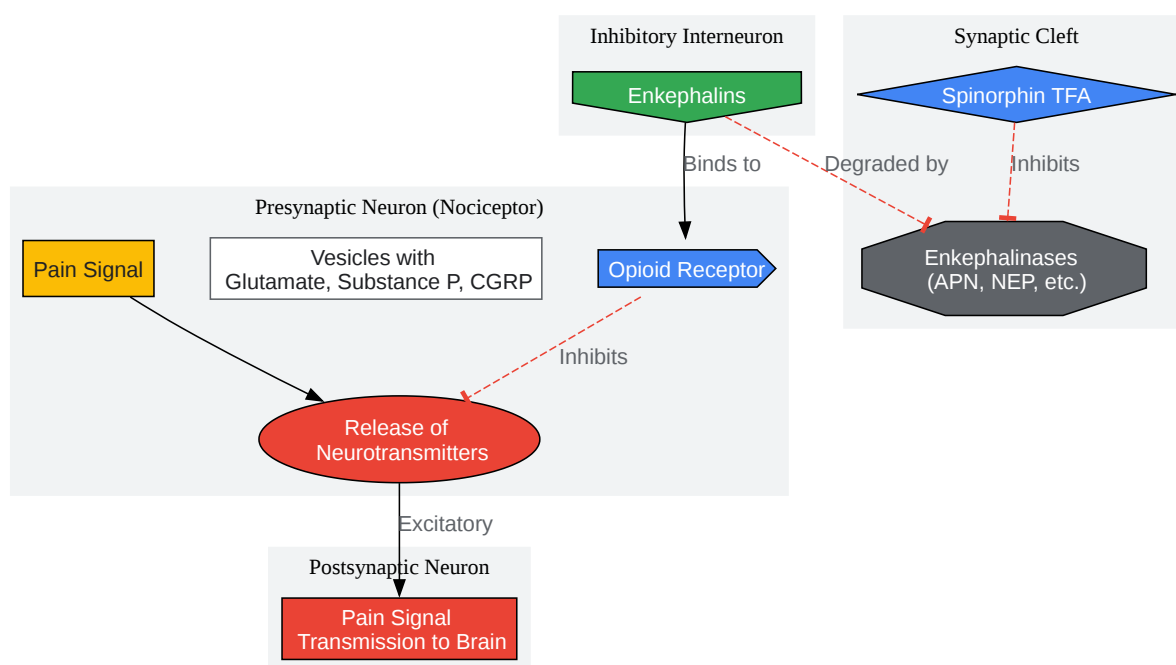 Inhibitory Interneuron
Synaptic Cleft
Enkephalins
Spinorphin TFA
Binds to
Degraded by
Inhibits
Presynaptic Neuron (Nociceptor)
Pain Signal
Vesicles with
Glutamate, Substance P, CGRP
Opioid Receptor
Enkephalinases
(APN, NEP, etc.)
Inhibits
Release of
Neurotransmitters
Excitatory
Postsynaptic Neuron
Pain Signal
Transmission to Brain